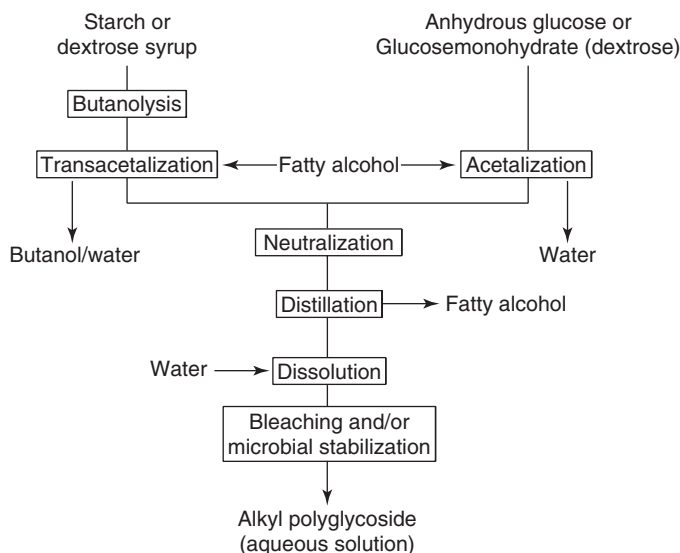 Starch or
dextrose syrup
Anhydrous glucose or
Glucosemonohydrate (dextrose)
Butanolysis
Transacetalization
Fatty alcohol
Acetalization
Butanol/water
Neutralization
Water
Distillation
Fatty alcohol
Water
Dissolution
Bleaching and/or
microbial stabilization
Alkyl polyglycoside
(aqueous solution)